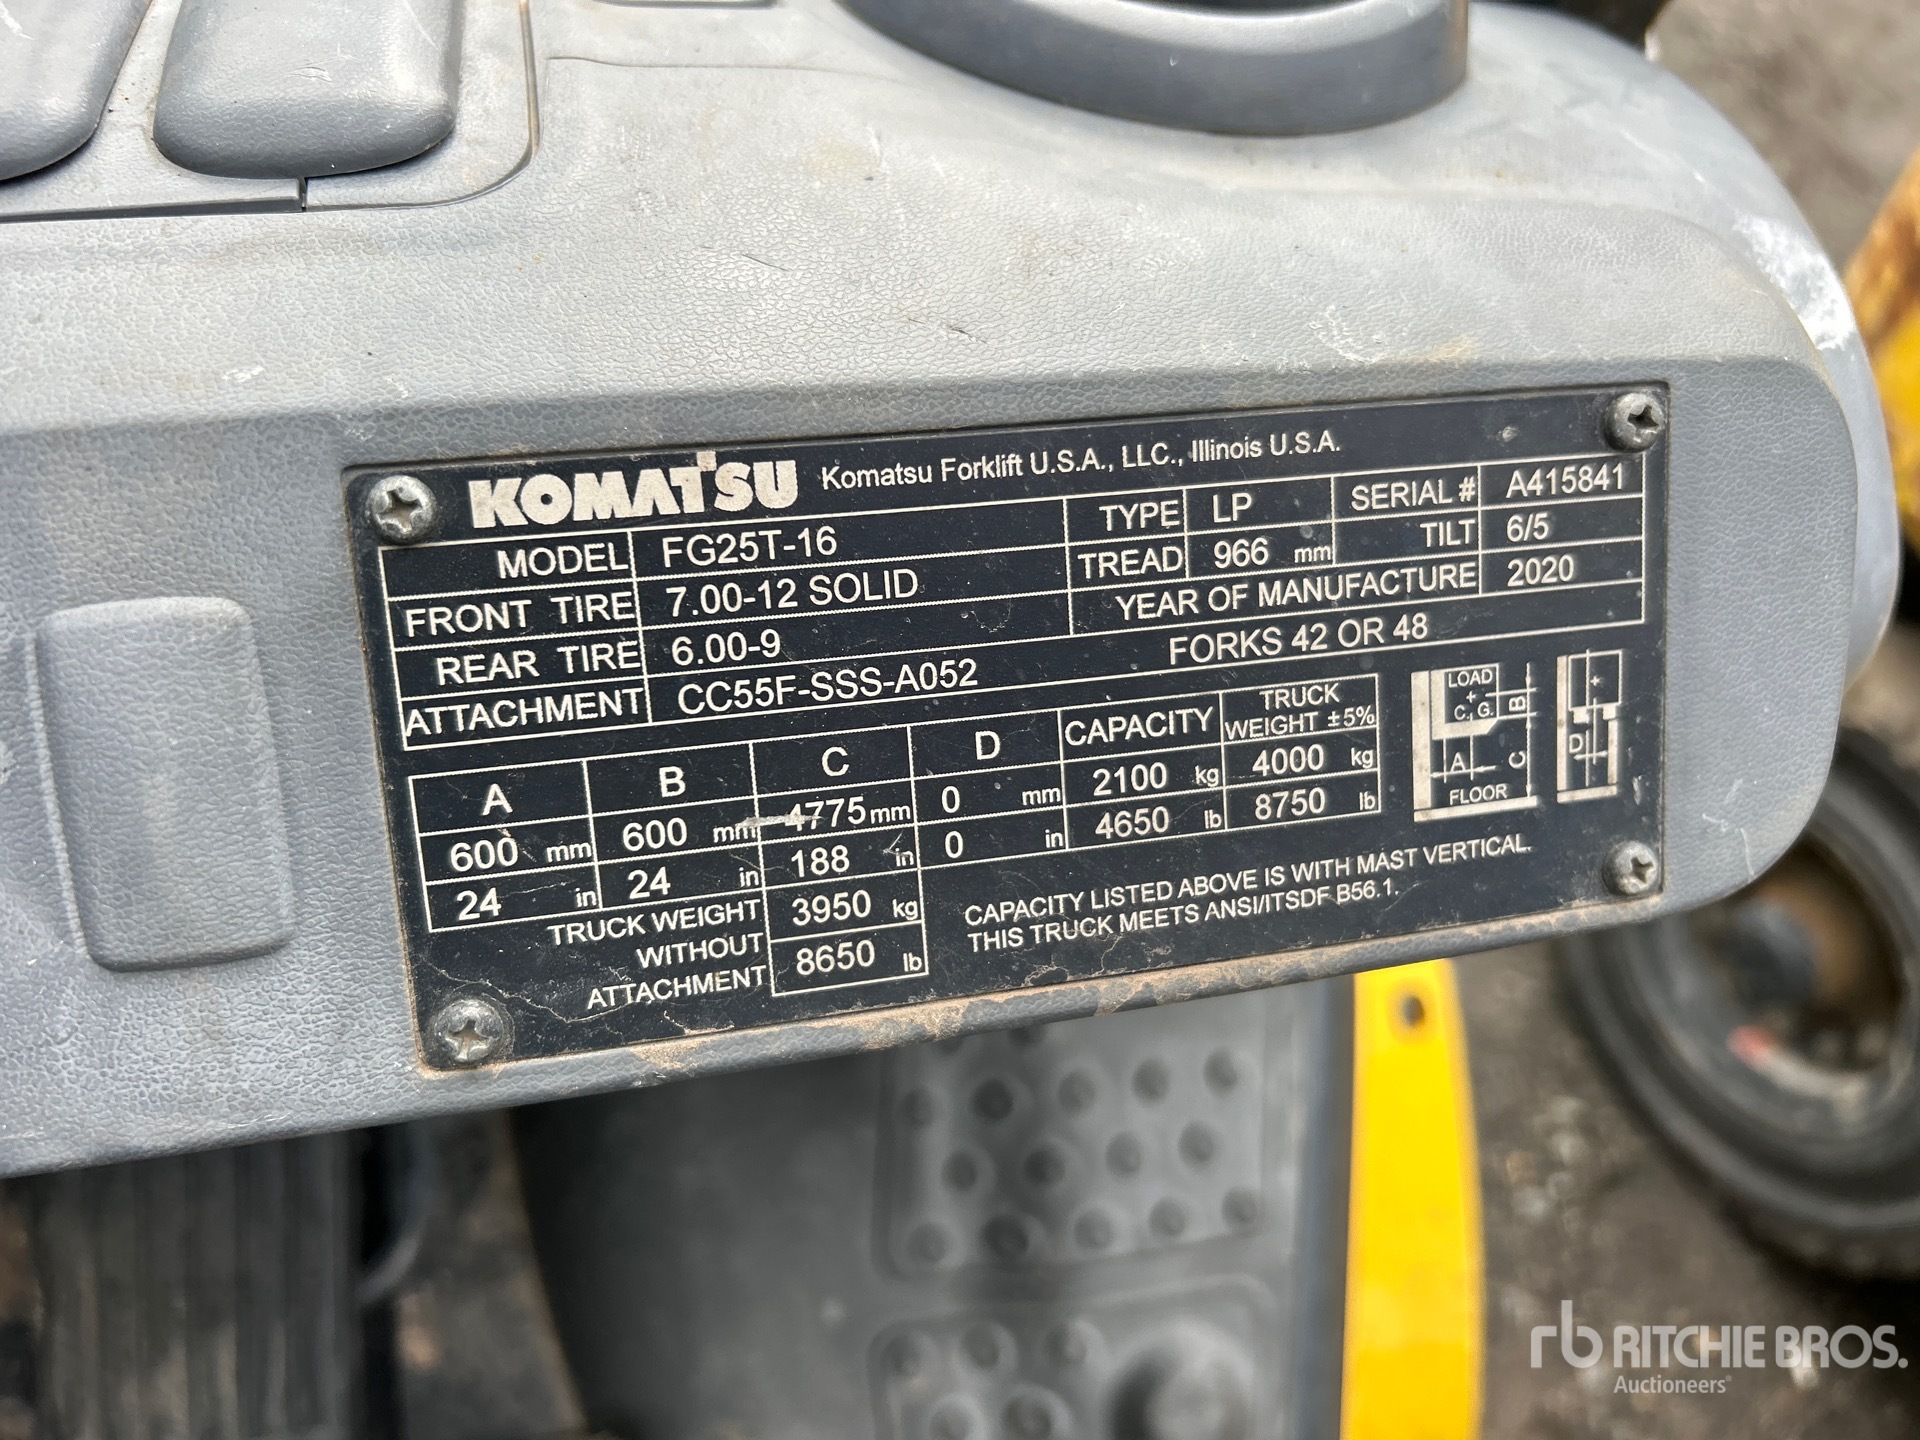 KOMATSU Komatsu Forklift U.S.A., LLC., Illinois U.S.A.
MODEL FG25T-16 TYPE LP SERIAL # A415841
FRONT TIRE 7.00-12 SOLID TREAD 966 mm TILT 6/5
REAR TIRE 6.00-9 YEAR OF MANUFACTURE 2020
ATTACHMENT CC55F-SSS-A052 FORKS 42 OR 48
A B C D CAPACITY TRUCK WEIGHT ±5%
600 mm 600 mm 4775 mm 0 mm 2100 kg 4000 kg
24 in 24 in 188 in 0 in 4650 lb 8750 lb
TRUCK WEIGHT WITHOUT ATTACHMENT 3950 kg
8650 lb
LOAD
C. G.
A B C D
FLOOR
CAPACITY LISTED ABOVE IS WITH MAST VERTICAL.
THIS TRUCK MEETS ANSI/ITSDF B56.1.
rb RITCHIE BROS.
Auctioneers